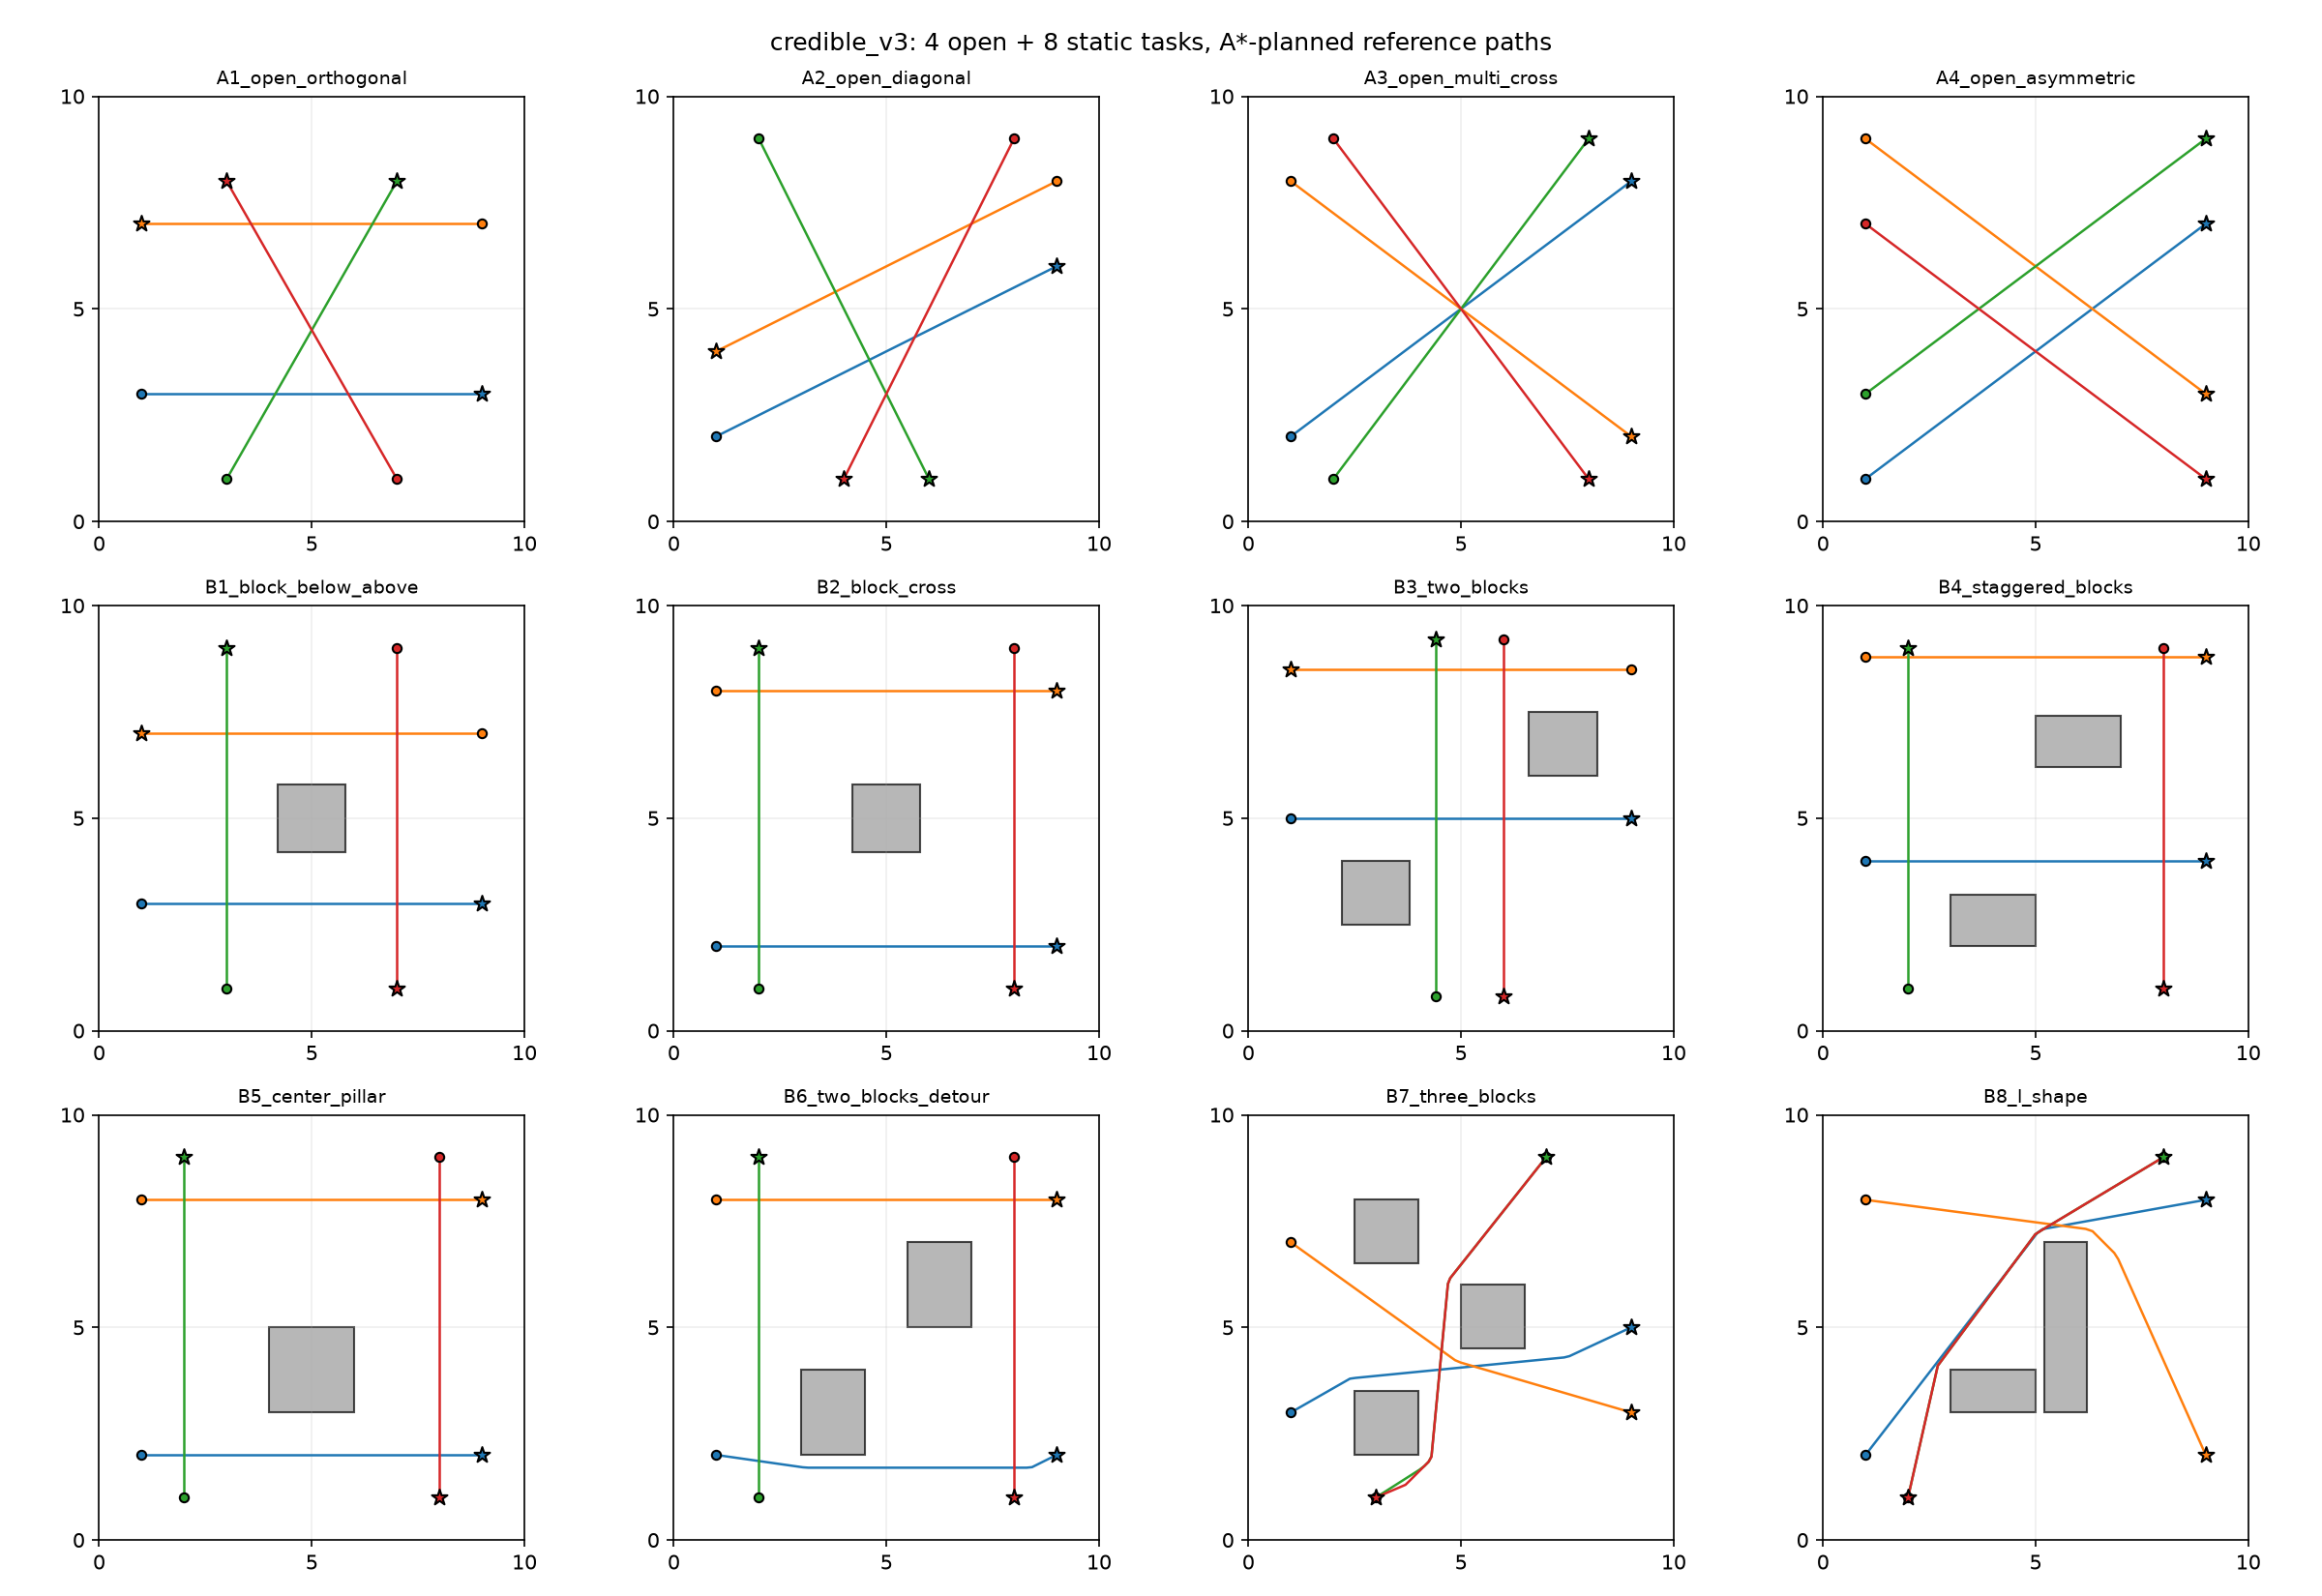 credible_v3: 4 open + 8 static tasks, A*-planned reference paths
A1_open_orthogonal
A2_open_diagonal
A3_open_multi_cross
A4_open_asymmetric
10
5
0
0 5 10
10
5
0
0 5 10
10
5
0
0 5 10
10
5
0
0 5 10
B1_block_below_above
B2_block_cross
B3_two_blocks
B4_staggered_blocks
10
5
0
0 5 10
10
5
0
0 5 10
10
5
0
0 5 10
10
5
0
0 5 10
B5_center_pillar
B6_two_blocks_detour
B7_three_blocks
B8_l_shape
10
5
0
0 5 10
10
5
0
0 5 10
10
5
0
0 5 10
10
5
0
0 5 10